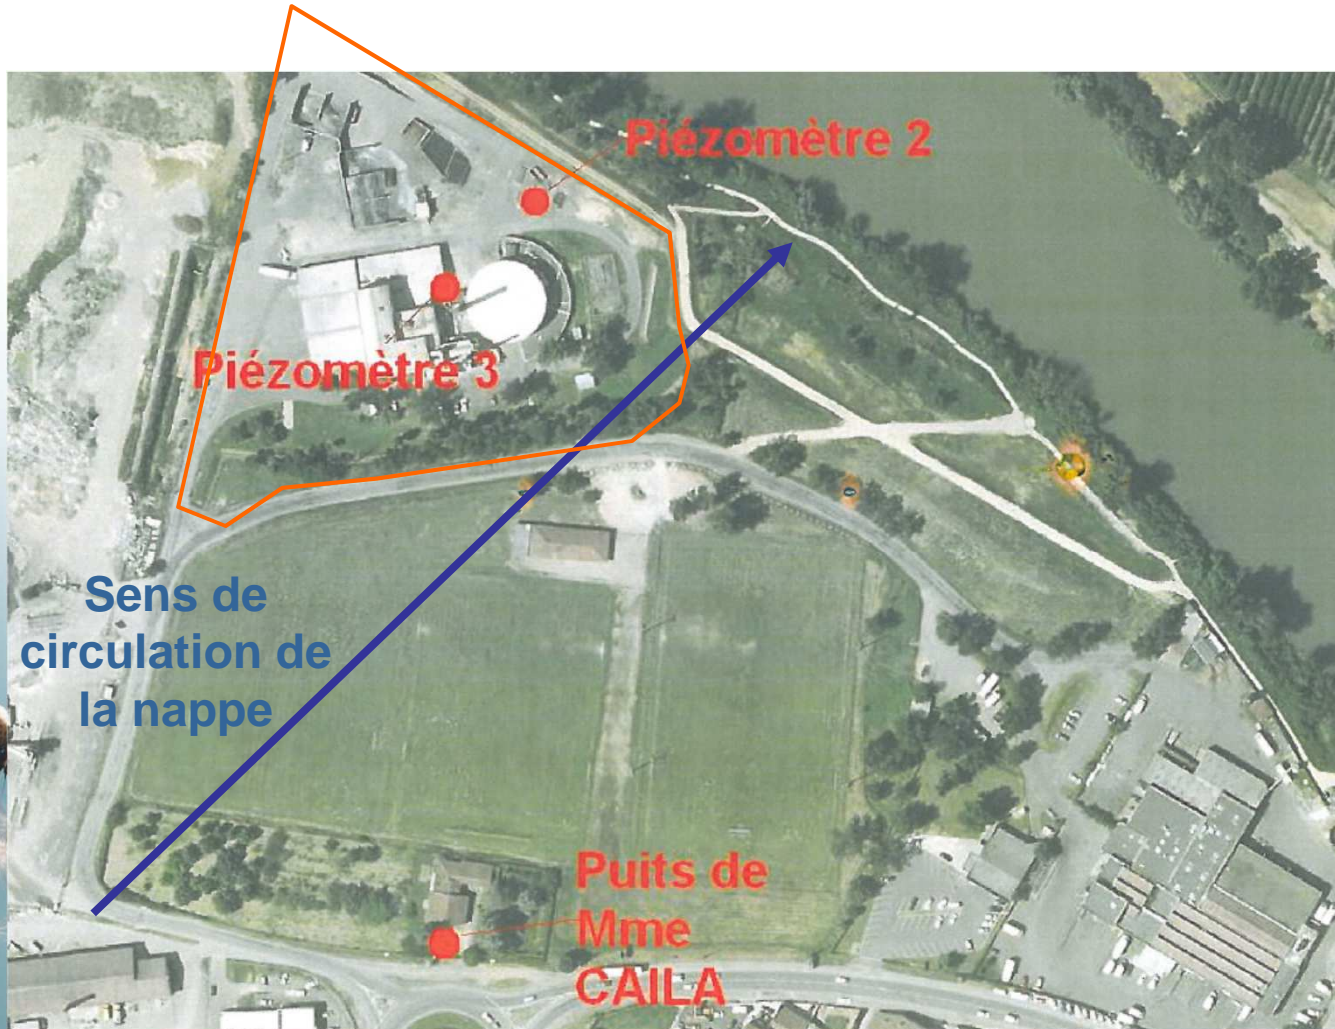 Piézomètre 2
Piézomètre 3
Sens de
circulation de
la nappe
Puits de
Mme
CAILA